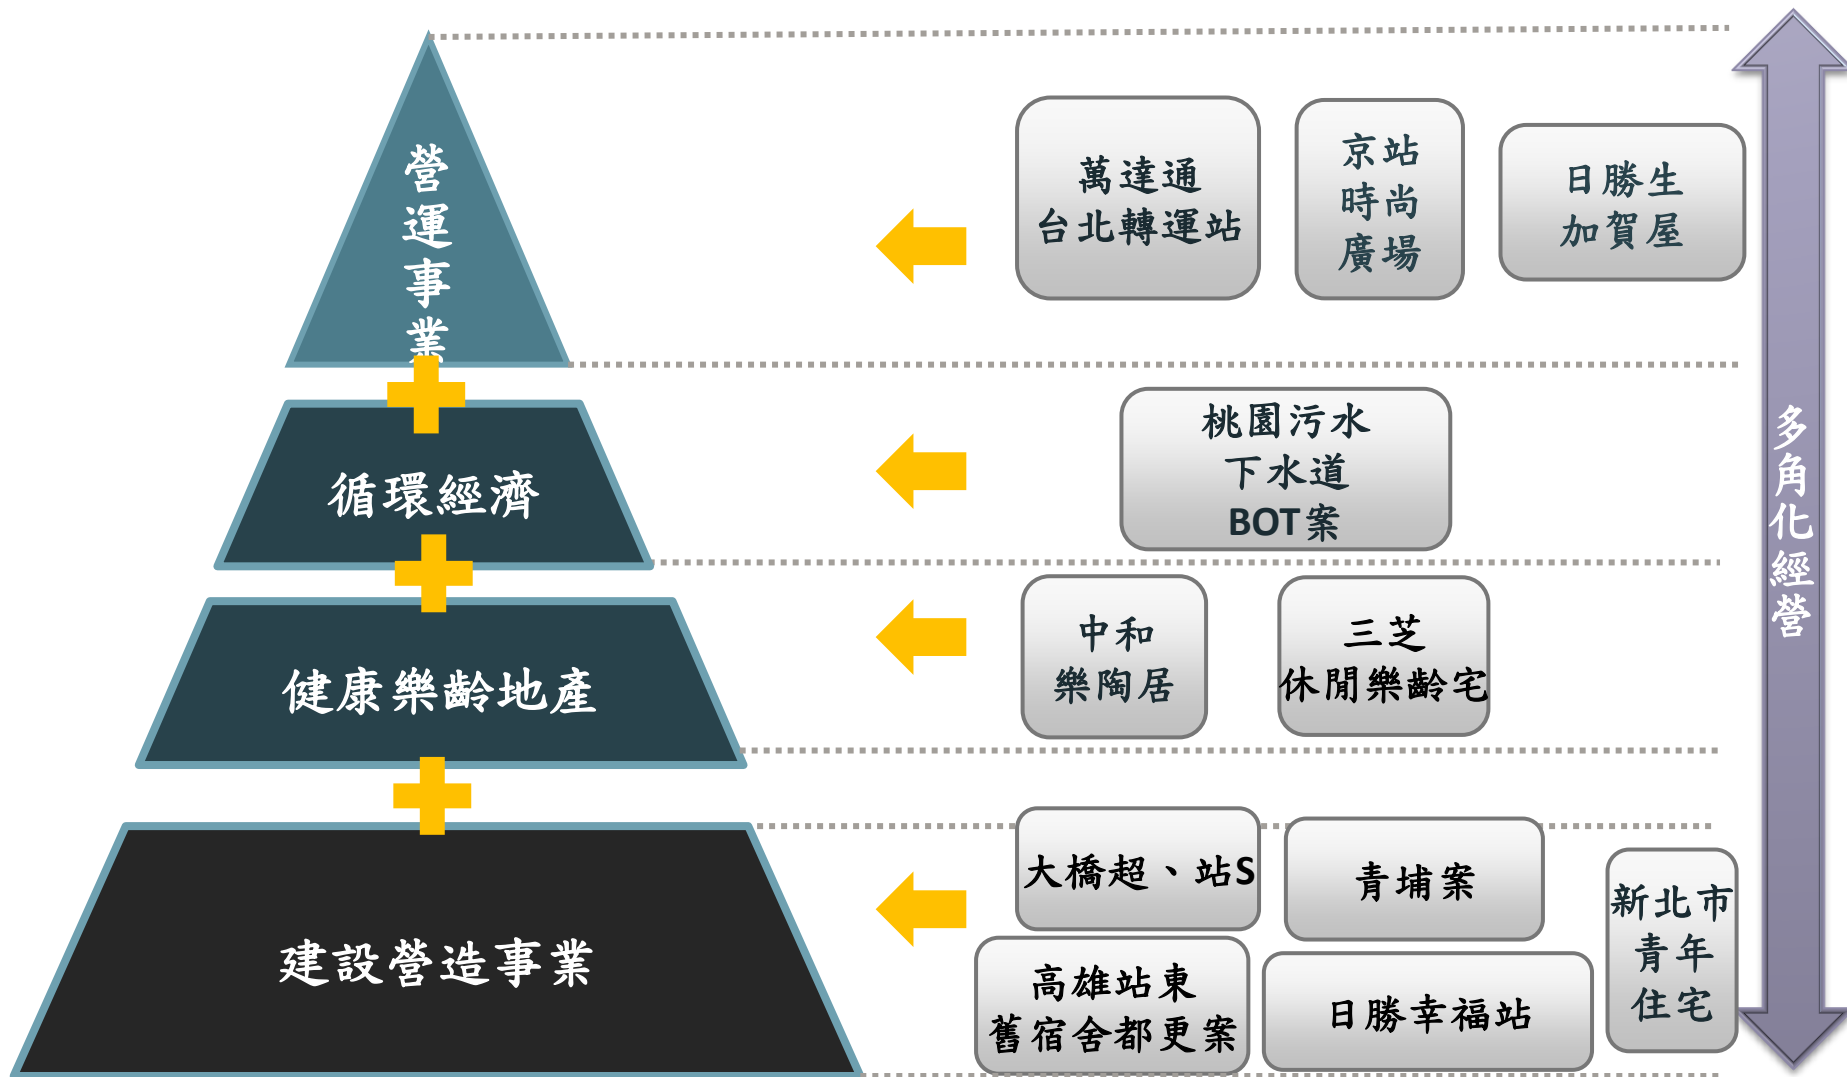 營
運
事
業
萬達通
台北轉運站
京站
時尚
廣場
日勝生
加賀屋
循環經濟
桃園污水
下水道
BOT案
健康樂齡地產
中和
樂陶居
三芝
休閒樂齡宅
建設營造事業
大橋超、站S
青埔案
高雄站東
舊宿舍都更案
日勝幸福站
新北市
青年
住宅
多
角
化
經
營